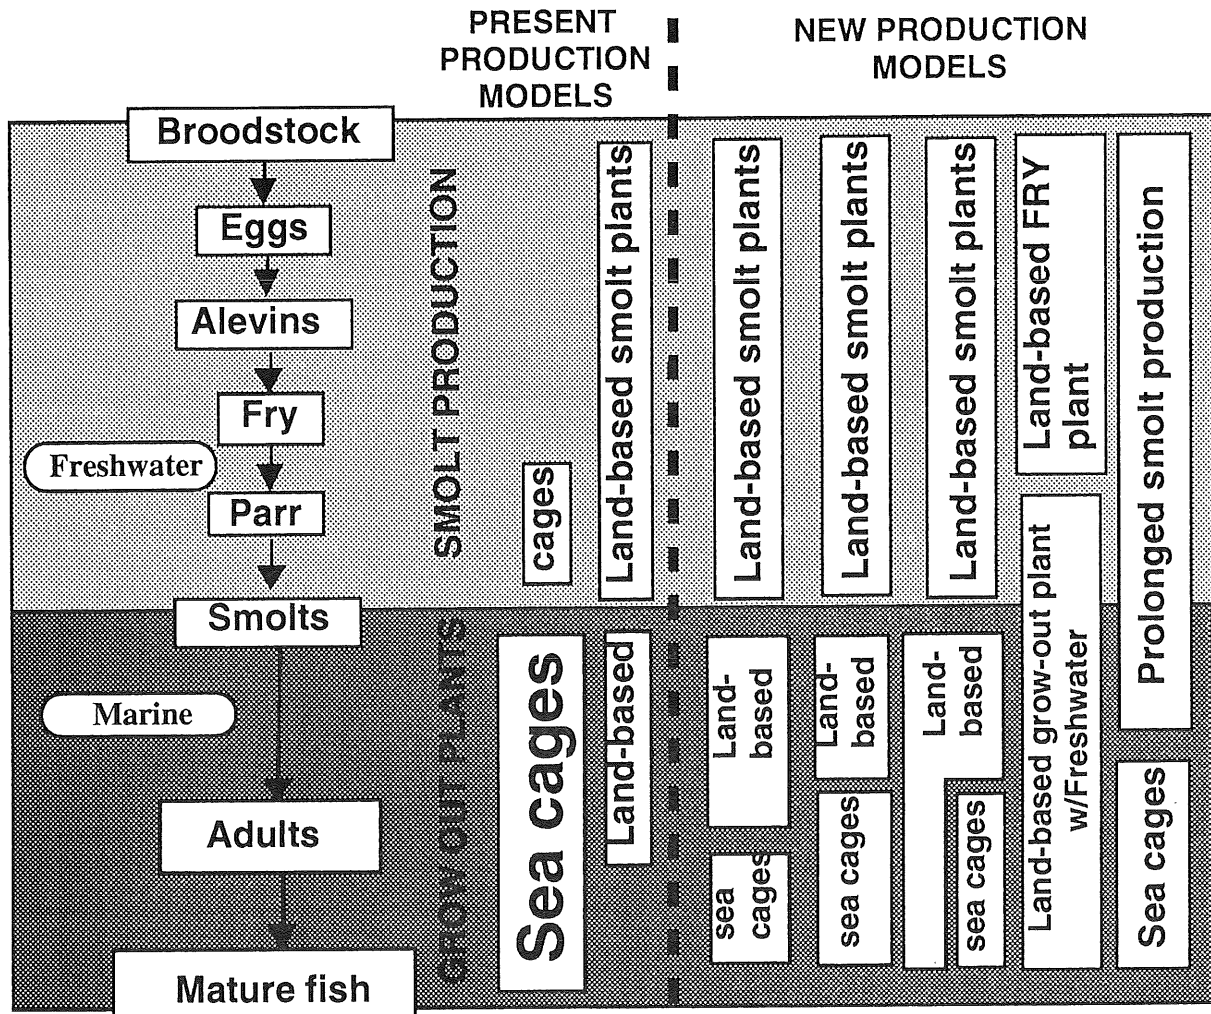 PRESENT
PRODUCTION
MODELS
NEW PRODUCTION
MODELS
Broodstock
Eggs
Alevins
Fry
Freshwater
Parr
Smolts
Marine
Adults
Mature fish
SMOLT PRODUCTION
GROW OUT PLANTS
cages
Land-based smolt plants
Sea cages
Land-based
Land-based smolt plants
Land-
based
sea
cages
Land-based smolt plants
Land-
based
sea cages
Land-based smolt plants
Land-
based
sea cages
Land-based FRY
plant
Land-based grow-out plant
w/Freshwater
Prolonged smolt production
Sea cages